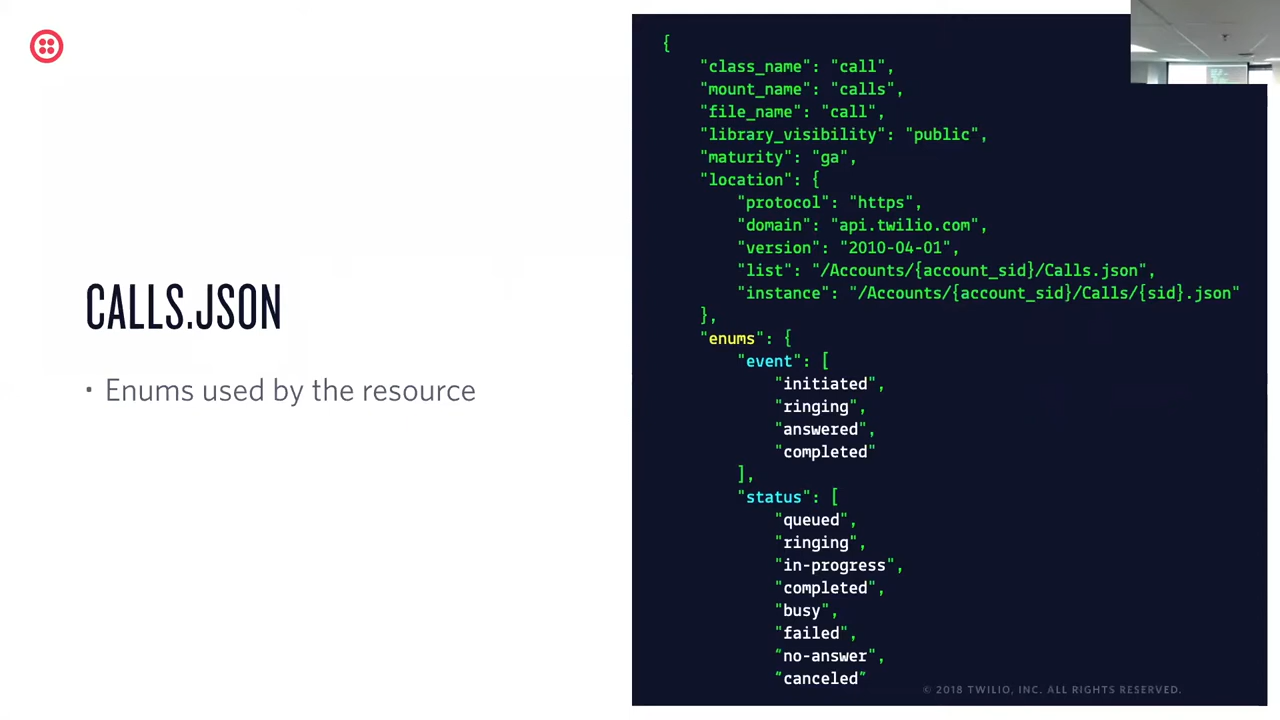 CALLS.JSON
• Enums used by the resource
{
"class_name": "call",
"mount_name": "calls",
"file_name": "call",
"library_visibility": "public",
"maturity": "ga",
"location": {
"protocol": "https",
"domain": "api.twilio.com",
"version": "2010-04-01",
"list": "/Accounts/{account_sid}/Calls.json",
"instance": "/Accounts/{account_sid}/Calls/{sid}.json"
},
"enums": {
"event": [
"initiated",
"ringing",
"answered",
"completed"
],
"status": [
"queued",
"ringing",
"in-progress",
"completed",
"busy",
"failed",
“no-answer",
“canceled”
© 2018 TWILIO, INC. ALL RIGHTS RESERVED.